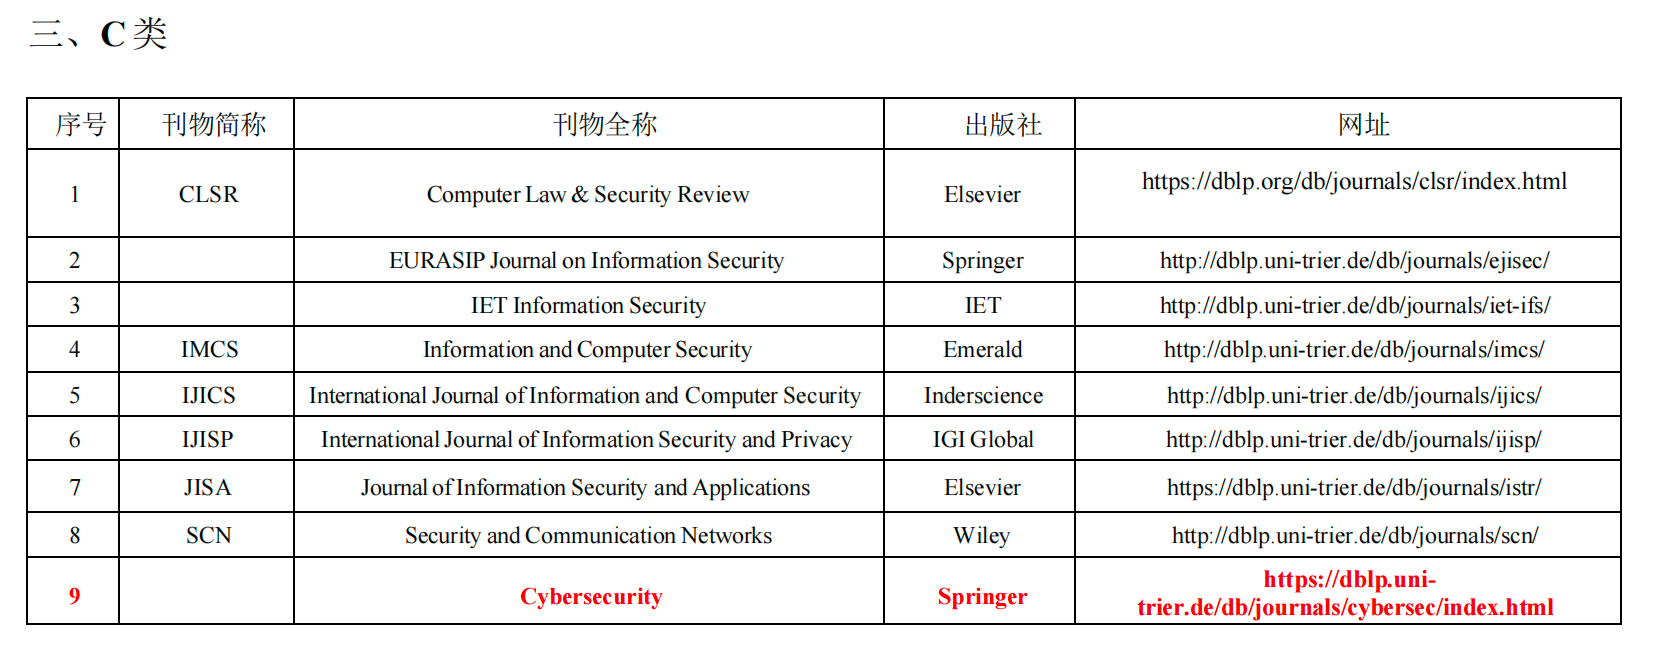 三、C 类
序号 刊物简称 刊物全称 出版社 网址
1 CLSR Computer Law & Security Review Elsevier https://dblp.org/db/journals/clsr/index.html
2 EURASIP Journal on Information Security Springer http://dblp.uni-trier.de/db/journals/ejisec/
3 IET Information Security IET http://dblp.uni-trier.de/db/journals/iet-ifs/
4 IMCS Information and Computer Security Emerald http://dblp.uni-trier.de/db/journals/imcs/
5 IJICS International Journal of Information and Computer Security Inderscience http://dblp.uni-trier.de/db/journals/ijics/
6 IJISP International Journal of Information Security and Privacy IGI Global http://dblp.uni-trier.de/db/journals/ijisp/
7 JISA Journal of Information Security and Applications Elsevier https://dblp.uni-trier.de/db/journals/istr/
8 SCN Security and Communication Networks Wiley http://dblp.uni-trier.de/db/journals/scn/
9 Cybersecurity Springer https://dblp.uni-
trier.de/db/journals/cybersec/index.html